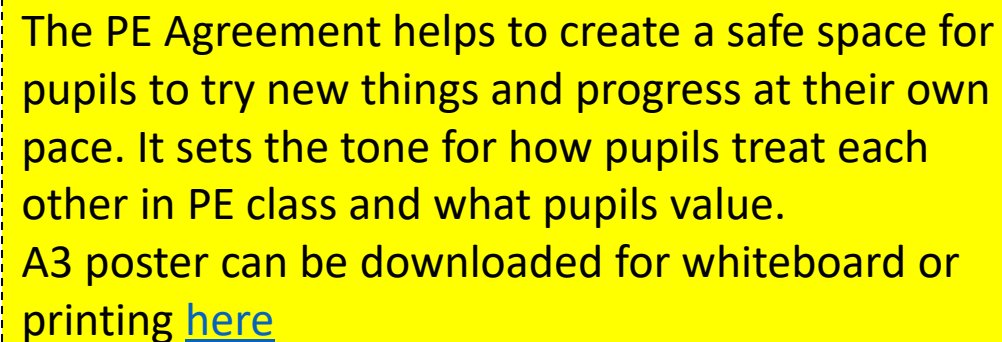 The PE Agreement helps to create a safe space for
pupils to try new things and progress at their own
pace. It sets the tone for how pupils treat each
other in PE class and what pupils value.
A3 poster can be downloaded for whiteboard or
printing here